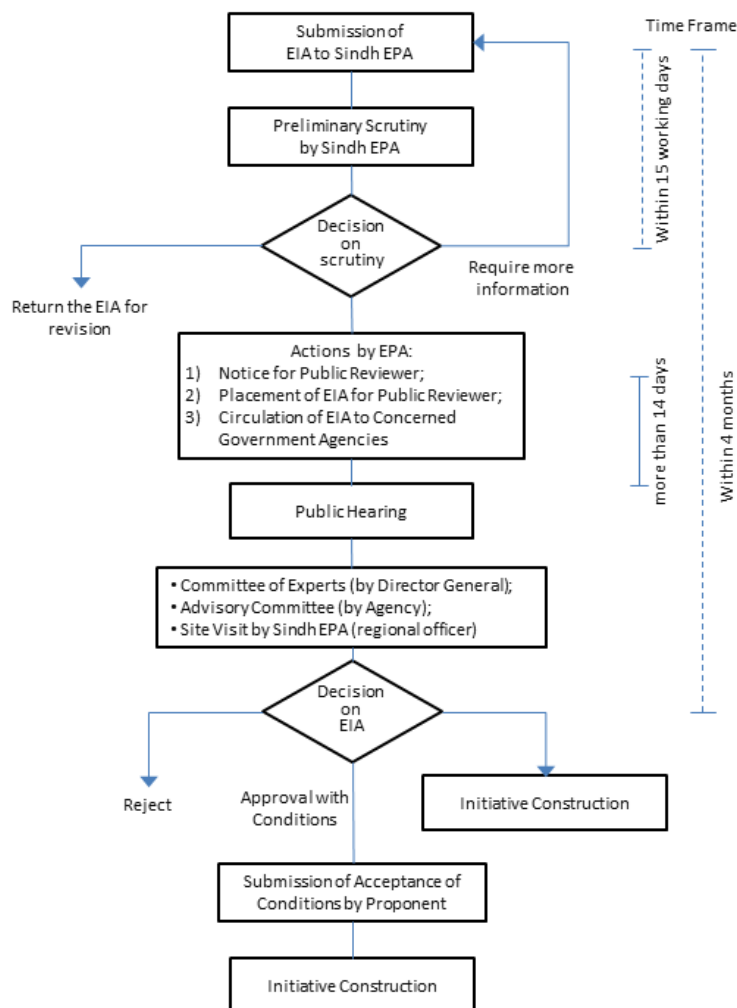 Submission of
EIA to Sindh EPA
Time Frame
Within 15 working days
Preliminary Scrutiny
by Sindh EPA
Decision
on
scrutiny
Require more
information
Return the EIA for
revision
Actions by EPA:
1) Notice for Public Reviewer;
2) Placement of EIA for Public Reviewer;
3) Circulation of EIA to Concerned
Government Agencies
more than 14 days
Within 4 months
Public Hearing
• Committee of Experts (by Director General);
• Advisory Committee (by Agency);
• Site Visit by Sindh EPA (regional officer)
Decision
on
EIA
Reject
Approval with
Conditions
Initiative Construction
Submission of Acceptance of
Conditions by Proponent
Initiative Construction